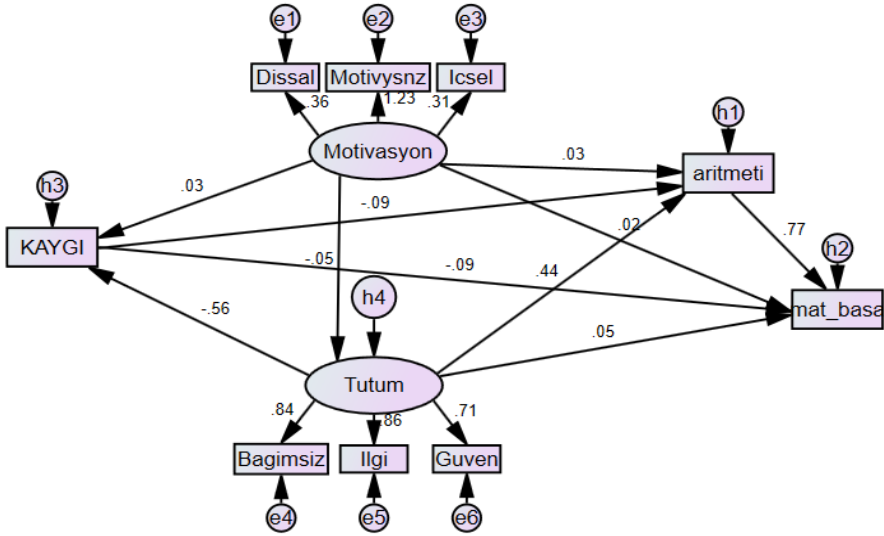 e1 e2 e3
Dissal Motivysnz Icsel
.36 1.23 .31
Motivasyon
h1
aritmeti
.03
h3
.03
-.09
KAYGI
.02
.77
h2
-.05
-.09
.44
h4
mat_basa
-.56
.05
Tutum
.84 .86 .71
Bagimsiz Ilgi Guven
e4 e5 e6